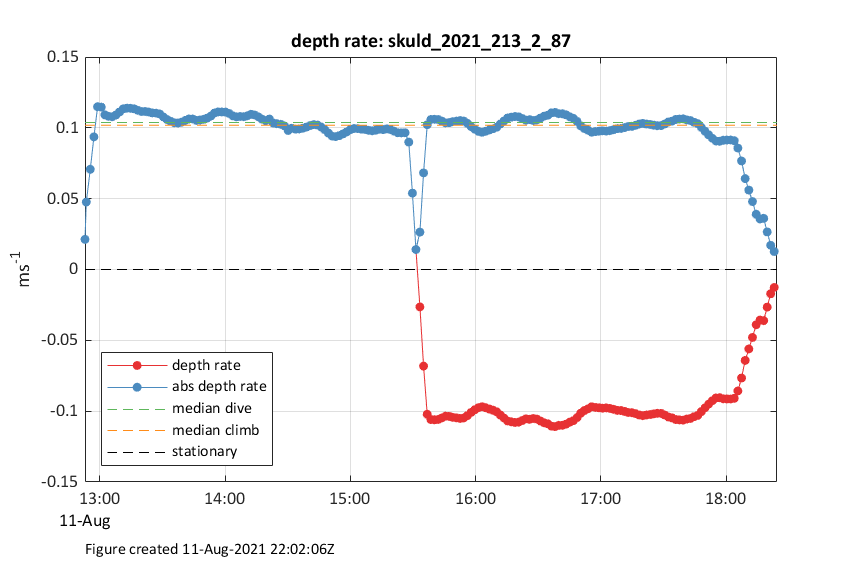 depth rate: skuld_2021_213_2_87
0.15
0.1
0.05
0
-0.05
-0.1
-0.15
ms-1
depth rate
abs depth rate
median dive
median climb
stationary
13:00 14:00 15:00 16:00 17:00 18:00
11-Aug
Figure created 11-Aug-2021 22:02:06Z